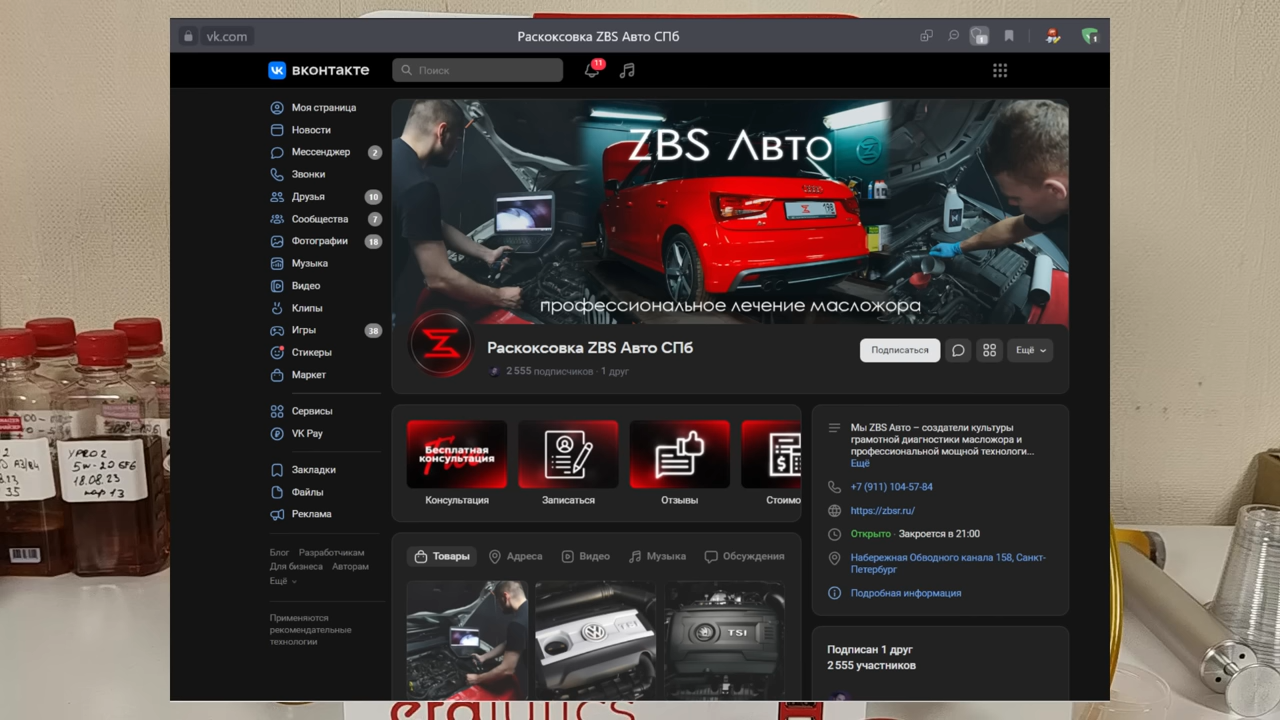 vk.com
Раскоксовка ZBS Авто СПб
1
1
ВКОНТАКТЕ
Поиск
11
Моя страница
Новости
Мессенджер 2
Звонки
Друзья 10
Сообщества 7
Фотографии 18
Музыка
Видео
Клипы
Игры 38
Стикеры
Маркет
Сервисы
VK Pay
Закладки
Файлы
Реклама
Блог Разработчикам
Для бизнеса Авторам
Ещё
Применяются
рекомендательные
технологии
ZBS Авто
профессиональное лечение масложора
Раскоксовка ZBS Авто СПб
2 555 подписчиков · 1 друг
Подписаться
Ещё
Бесплатная
консультация
Консультация
Записаться
Отзывы
Стоимо
Товары
Адреса
Видео
Музыка
Обсуждения
TSI
Мы ZBS Авто – создатели культуры
грамотной диагностики масложора и
профессиональной мощной технологи...
Ещё
+7 (911) 104-57-84
https://zbsr.ru/
Открыто · Закроется в 21:00
Набережная Обводного канала 158, Санкт-
Петербург
Подробная информация
Подписан 1 друг
2 555 участников
5W-30 GF6
18.08.23